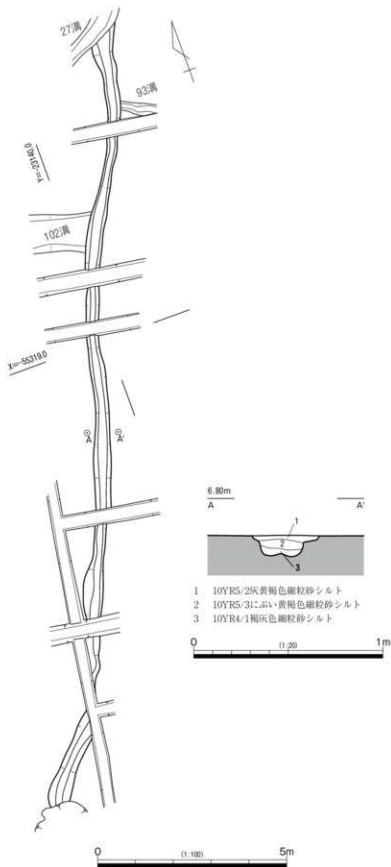 27溝
93溝
Y=-23140.0
102溝
X=-55319.0
A A'
6.80m
A A'
1
2
3
1 10YR5/2灰黄褐色細粒砂シルト
2 10YR5/3にぶい黄褐色細粒砂シルト
3 10YR4/1褐灰色細粒砂シルト
0 (1:20) 1m
0 (1:100) 5m